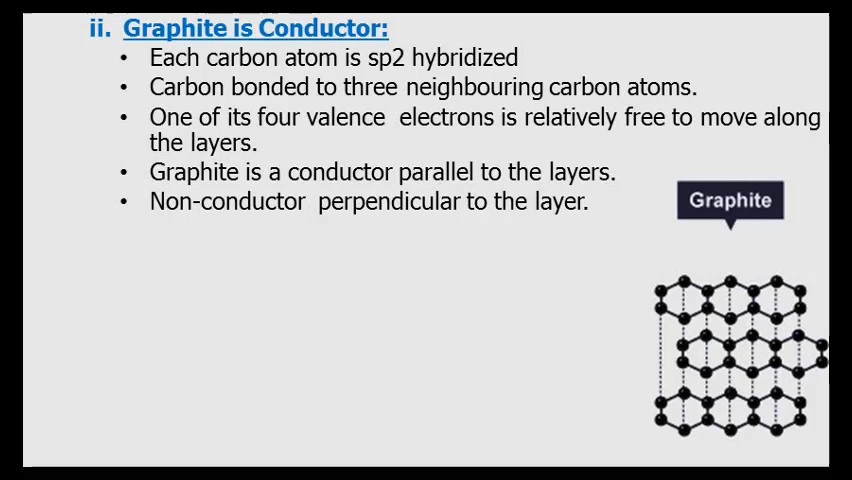 ii. Graphite is Conductor:
• Each carbon atom is sp2 hybridized
• Carbon bonded to three neighbouring carbon atoms.
• One of its four valence electrons is relatively free to move along
the layers.
• Graphite is a conductor parallel to the layers.
• Non-conductor perpendicular to the layer.
Graphite